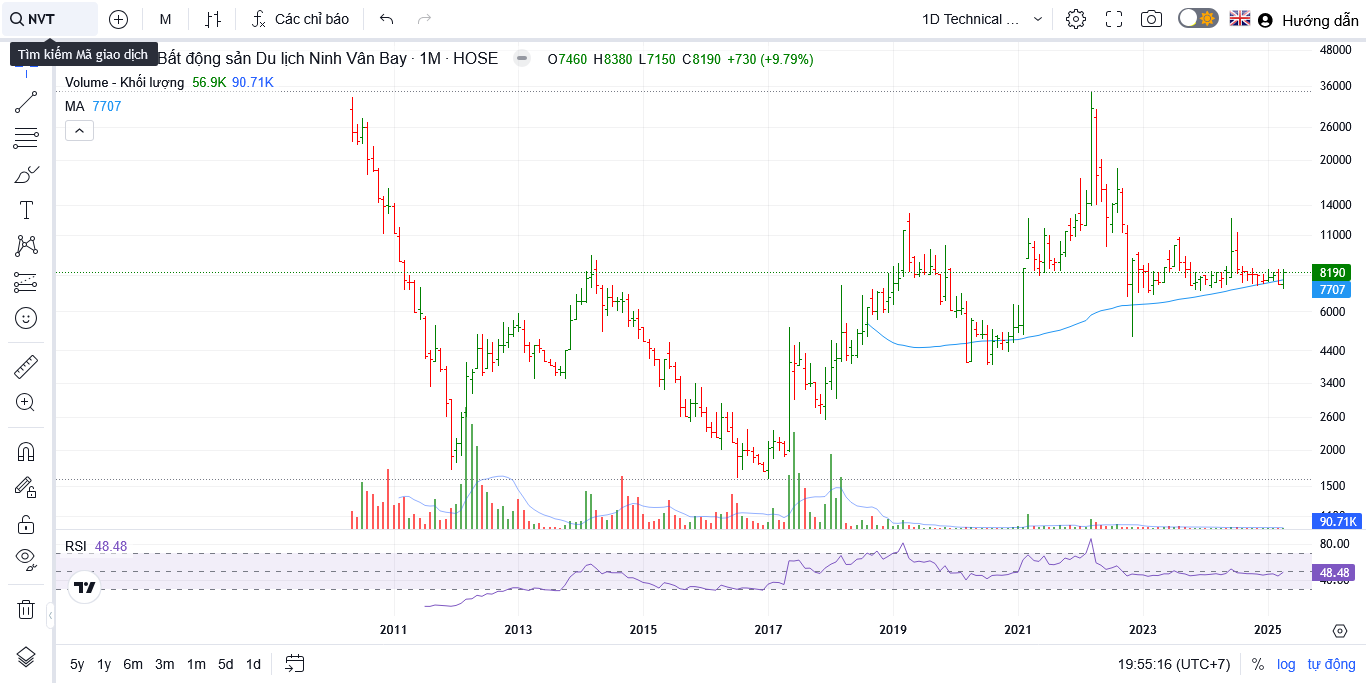 NVT M Các chỉ báo 1D Technical ... Hướng dẫn
Tìm kiếm Mã giao dịch
Bất động sản Du lịch Ninh Vân Bay · 1M · HOSE O7460 H8380 L7150 C8190 +730 (+9.79%)
Volume - Khối lượng 56.9K 90.71K
MA 7707
48000
36000
26000
20000
14000
11000
8190
7707
6000
4400
3400
2600
2000
1500
90.71K
RSI 48.48
80.00
48.48
2011 2013 2015 2017 2019 2021 2023 2025
5y 1y 6m 3m 1m 5d 1d 19:55:16 (UTC+7) % log tự động